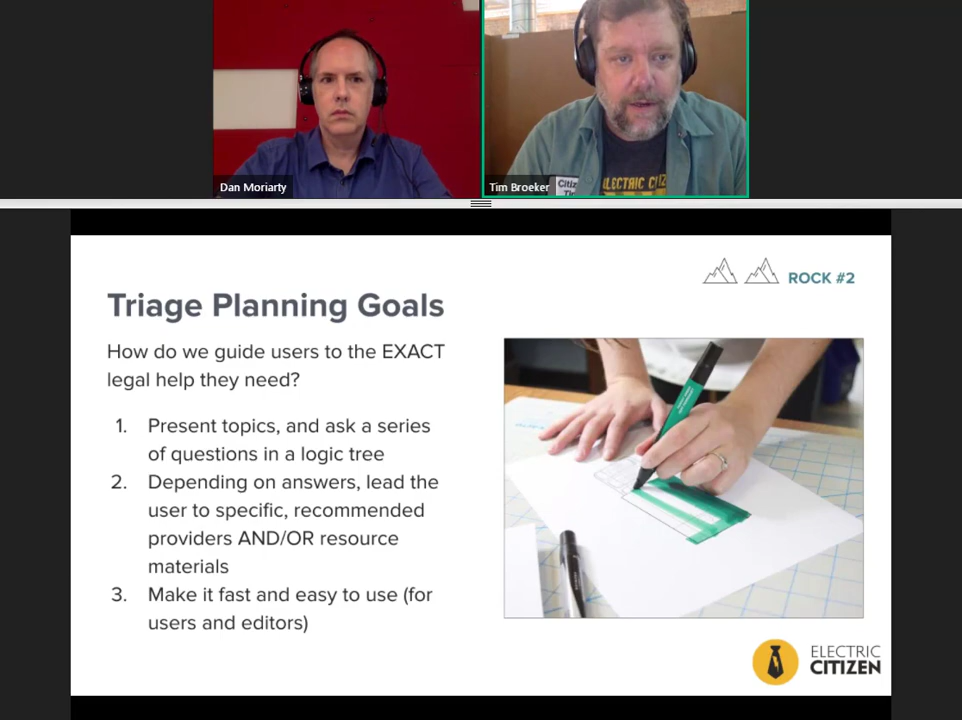 Dan Moriarty
Tim Broeker
ELECTRIC CITIZ
ROCK #2
Triage Planning Goals
How do we guide users to the EXACT
legal help they need?
1. Present topics, and ask a series
of questions in a logic tree
2. Depending on answers, lead the
user to specific, recommended
providers AND/OR resource
materials
3. Make it fast and easy to use (for
users and editors)
ELECTRIC
CITIZEN